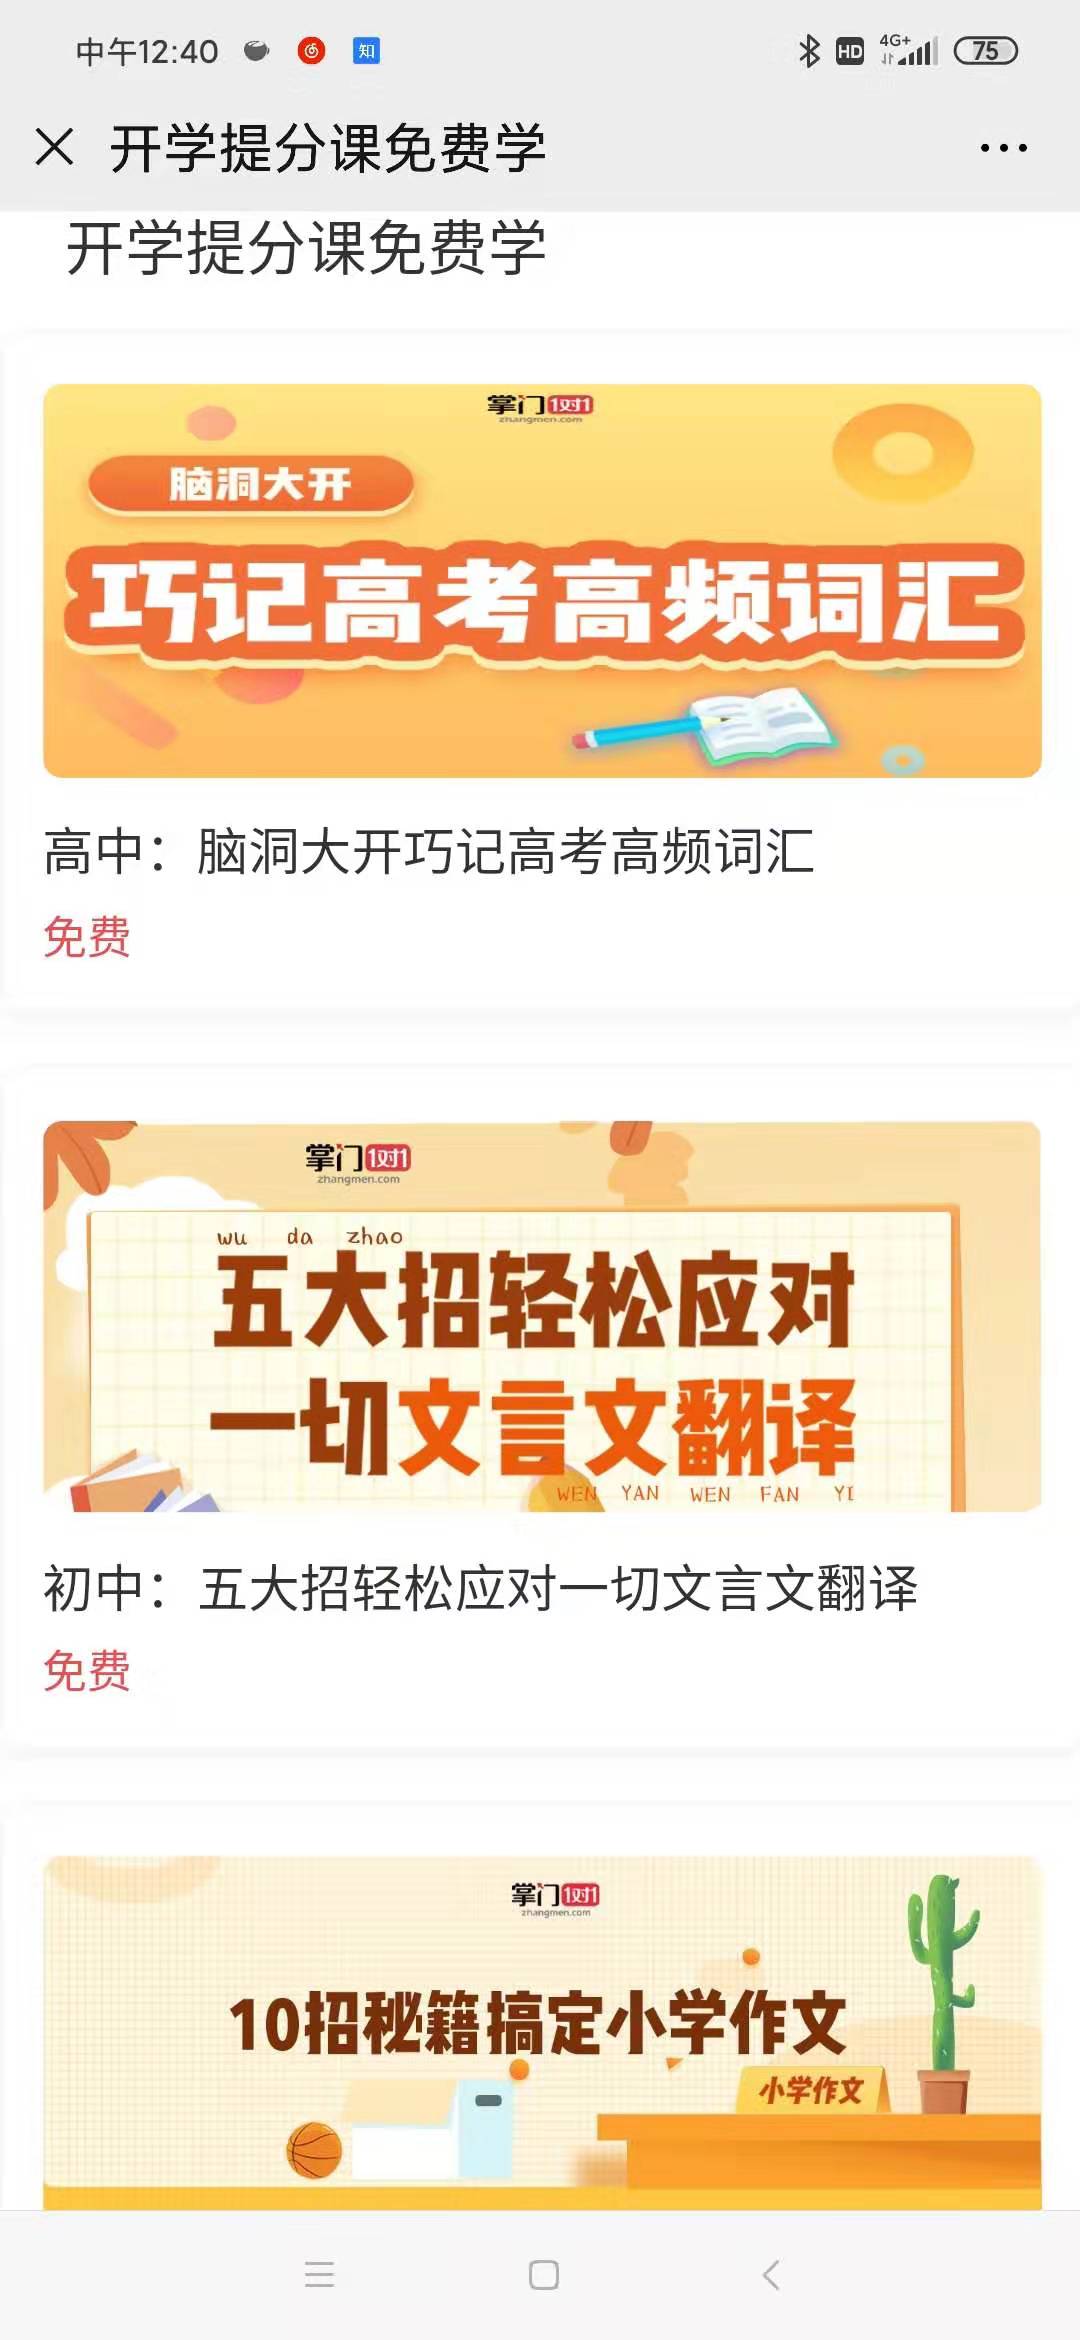 中午12:40 知 HD 4G+ 75
开学提分课免费学
开学提分课免费学
掌门1对1
zhangmen.com
脑洞大开
巧记高考高频词汇
高中：脑洞大开巧记高考高频词汇
免费
掌门1对1
zhangmen.com
wu da zhao
五大招轻松应对
一切文言文翻译
WEN YAN WEN FAN YI
初中：五大招轻松应对一切文言文翻译
免费
掌门1对1
zhangmen.com
10招秘籍搞定小学作文
小学作文